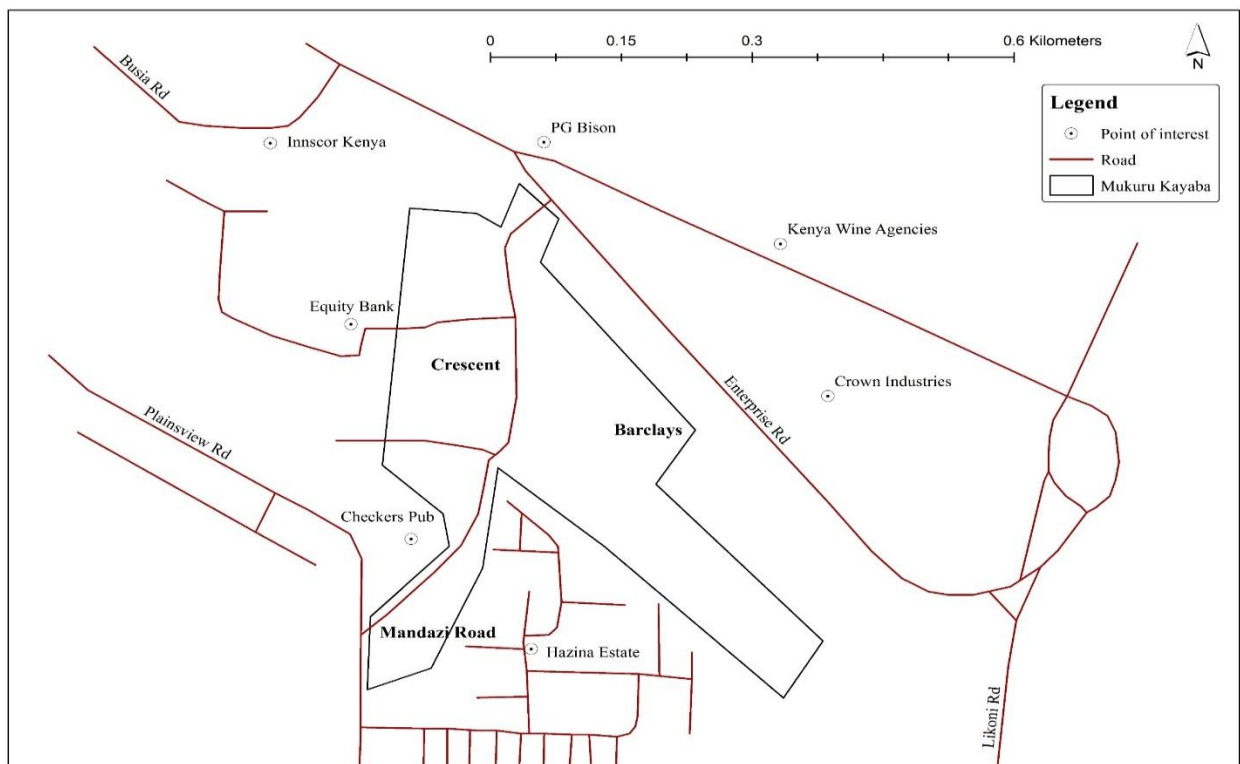 0 0.15 0.3 0.6 Kilometers
N
Busia Rd
Innscor Kenya
PG Bison
Legend
Point of interest
Road
Mukuru Kayaba
Kenya Wine Agencies
Equity Bank
Crescent
Crown Industries
Enterprise Rd
Barclays
Plainsview Rd
Checkers Pub
Mandazi Road
Hazina Estate
Likoni Rd